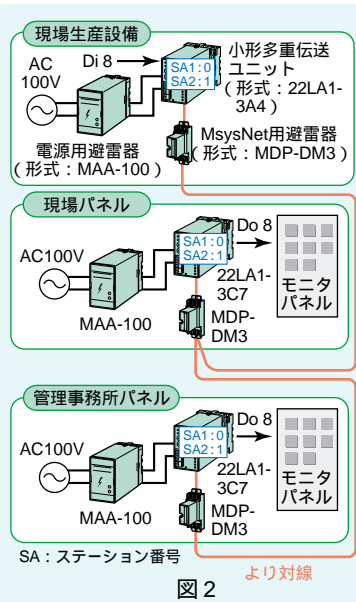 現場生産設備
AC
100V
Di 8
SA1:0
SA2:1
小形多重伝送
ユニット
(形式:22LA1-
3A4)
MsysNet用避雷器
(形式:MDP-DM3)
電源用避雷器
(形式:MAA-100)
現場パネル
AC100V
SA1:0
SA2:1
Do 8
22LA1-
3C7
モニタ
パネル
MAA-100
MDP-
DM3
管理事務所パネル
AC100V
SA1:0
SA2:1
Do 8
22LA1-
3C7
モニタ
パネル
MAA-100
MDP-
DM3
SA:ステーション番号
より対線
図2